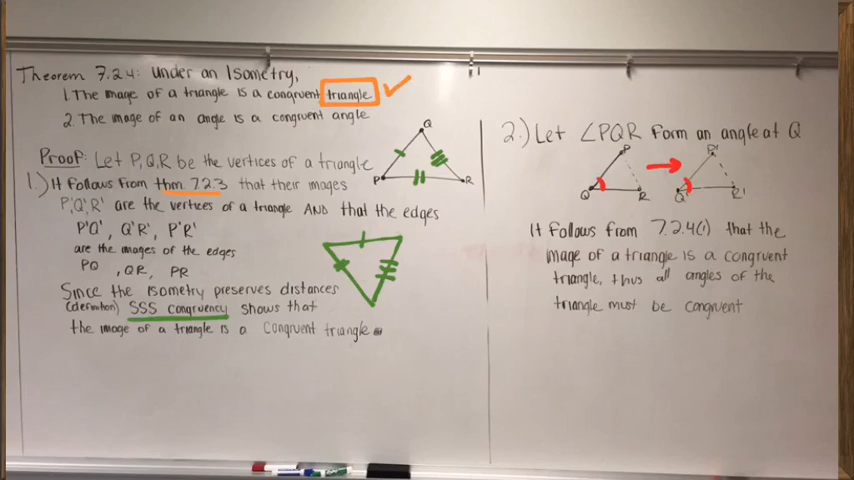 Theorem 7.2.4: Under an Isometry,
1. The image of a triangle is a congruent triangle
2. The image of an angle is a congruent angle
Proof: Let P, Q, R be the vertices of a triangle
1.) It follows from thm 7.2.3 that their images
P', Q', R' are the vertices of a triangle AND that the edges
P'Q', Q'R', P'R'
are the images of the edges
PQ, QR, PR
Since the isometry preserves distances
(definition) SSS congruency shows that
the image of a triangle is a congruent triangle
Q
P
R
2.) Let ∠PQR form an angle at Q
P
P'
Q
R
Q'
R'
It follows from 7.2.4(1) that the
image of a triangle is a congruent
triangle, thus all angles of the
triangle must be congruent